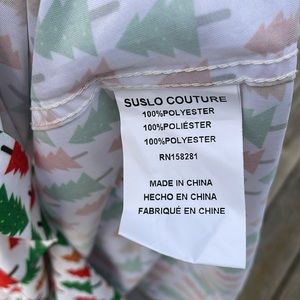 SUSLO COUTURE
100%POLYESTER
100%POLIÉSTER
100%POLYESTER
RN158281
MADE IN CHINA
HECHO EN CHINA
FABRIQUÉ EN CHINE